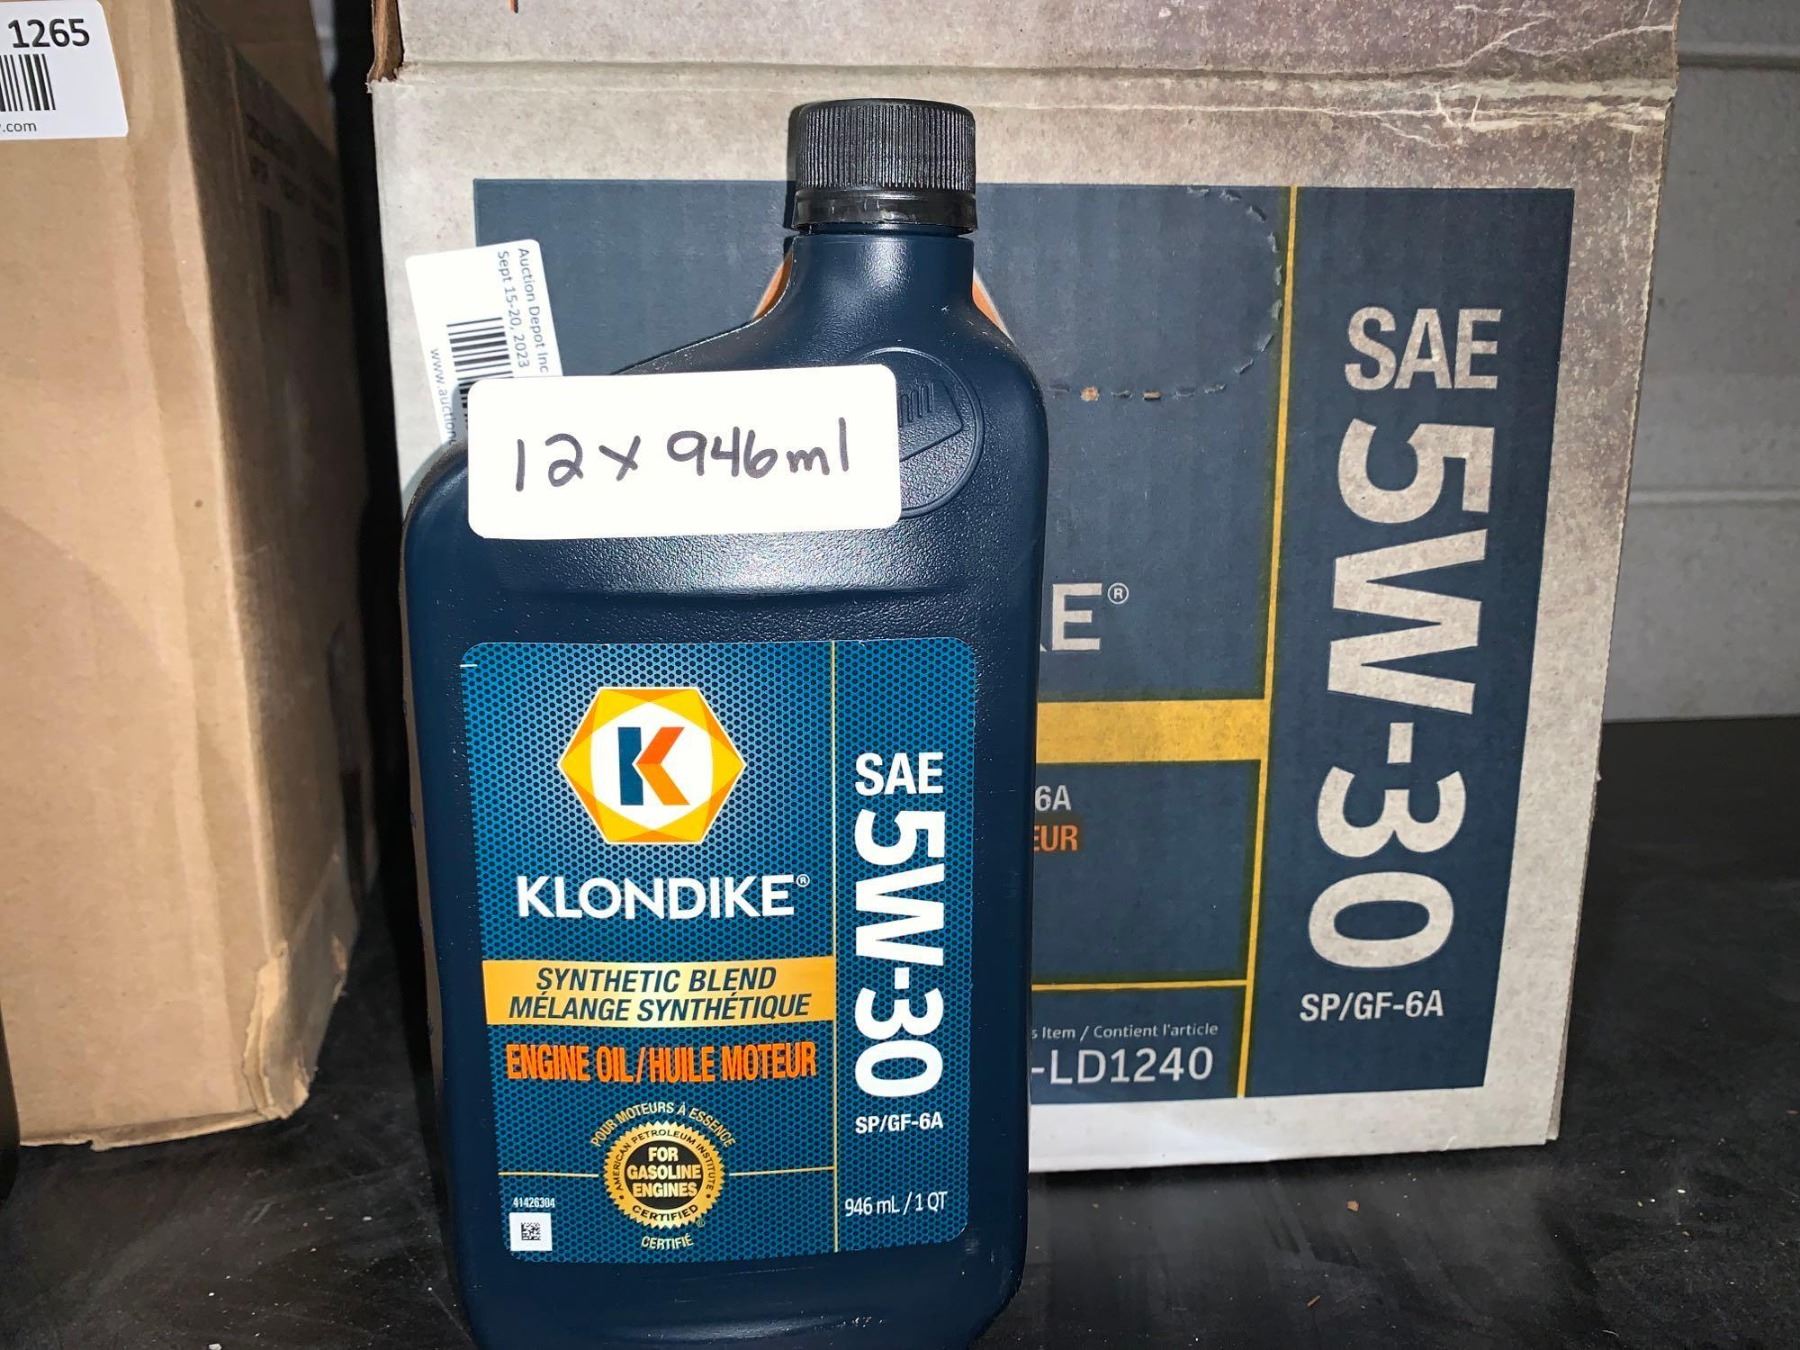 1265
.com
Auction Depot Inc
Sept 15-20, 2023
www.auction
12 x 946ml
K
KLONDIKE®
SYNTHETIC BLEND
MÉLANGE SYNTHÉTIQUE
ENGINE OIL/HUILE MOTEUR
POUR MOTEURS À ESSENCE
AMERICAN PETROLEUM INSTITUTE
FOR
GASOLINE
ENGINES
CERTIFIED
CERTIFIÉ
41426304
SAE
5W-30
SP/GF-6A
946 mL / 1 QT
KE®
6A
EUR
s Item / Contient l'article
-LD1240
SAE
5W-30
SP/GF-6A